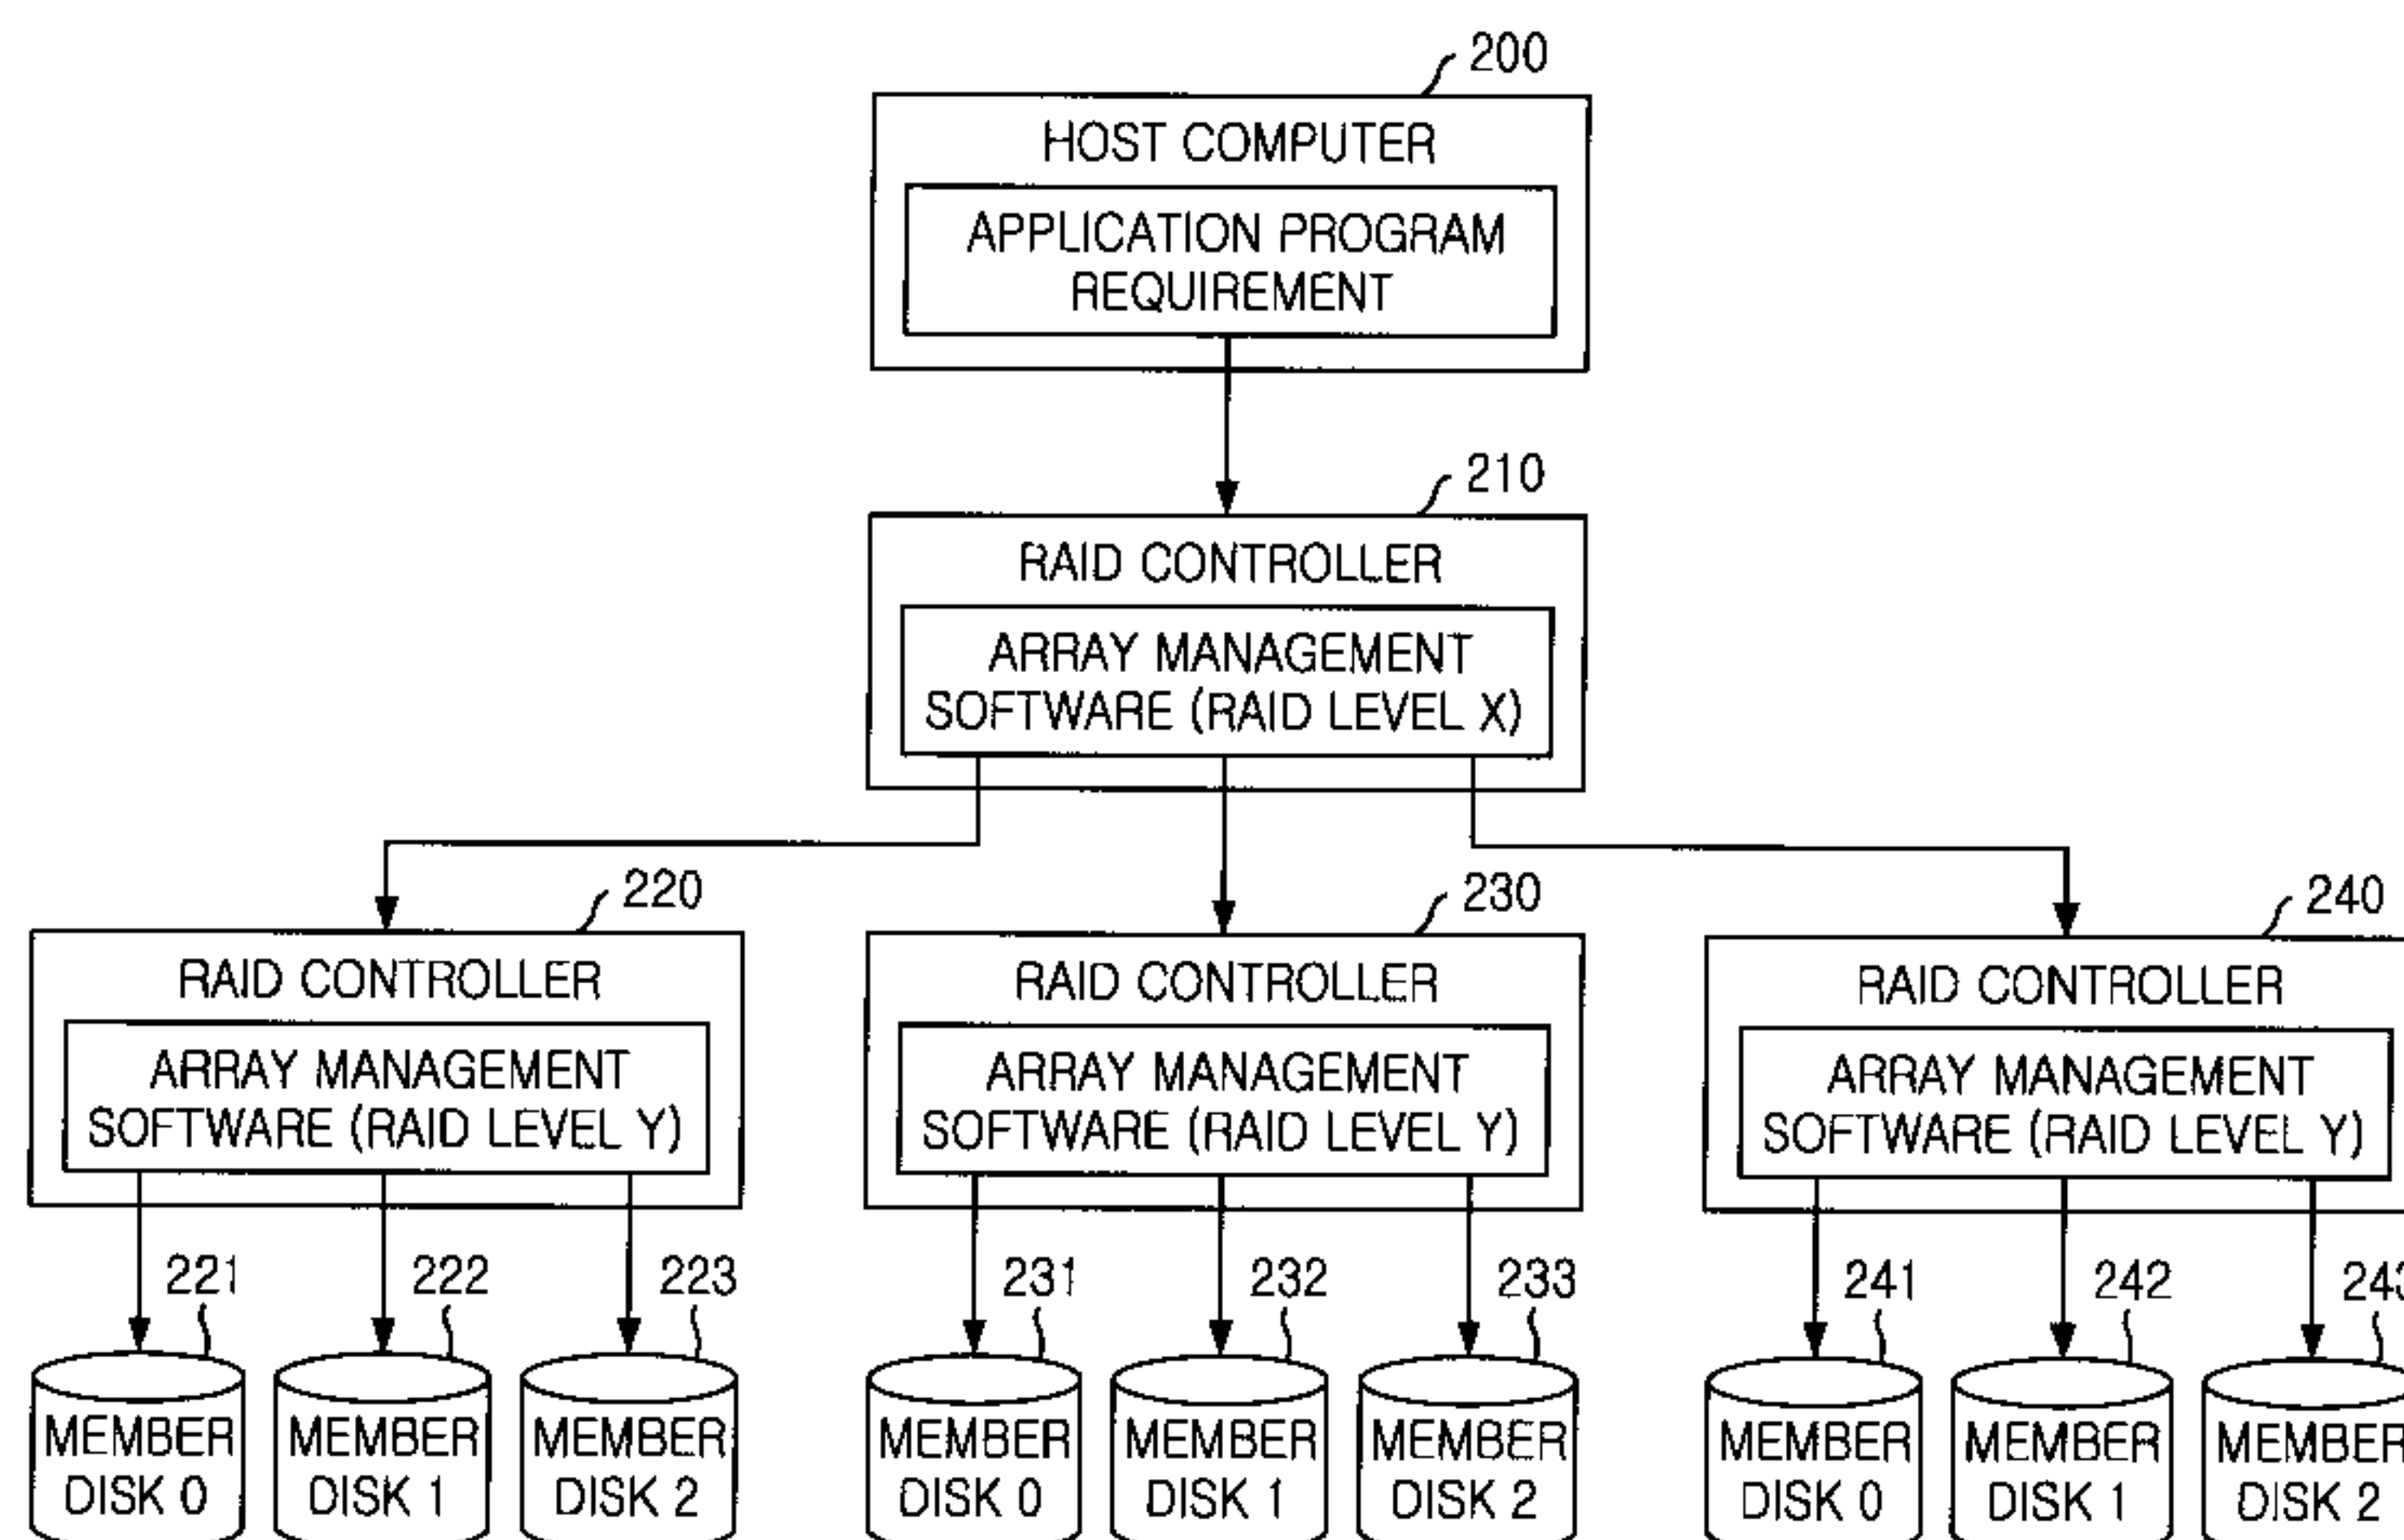 200
HOST COMPUTER
APPLICATION PROGRAM
REQUIREMENT
210
RAID CONTROLLER
ARRAY MANAGEMENT
SOFTWARE (RAID LEVEL X)
220
RAID CONTROLLER
ARRAY MANAGEMENT
SOFTWARE (RAID LEVEL Y)
230
RAID CONTROLLER
ARRAY MANAGEMENT
SOFTWARE (RAID LEVEL Y)
240
RAID CONTROLLER
ARRAY MANAGEMENT
SOFTWARE (RAID LEVEL Y)
221
MEMBER
DISK 0
222
MEMBER
DISK 1
223
MEMBER
DISK 2
231
MEMBER
DISK 0
232
MEMBER
DISK 1
233
MEMBER
DISK 2
241
MEMBER
DISK 0
242
MEMBER
DISK 1
243
MEMBER
DISK 2